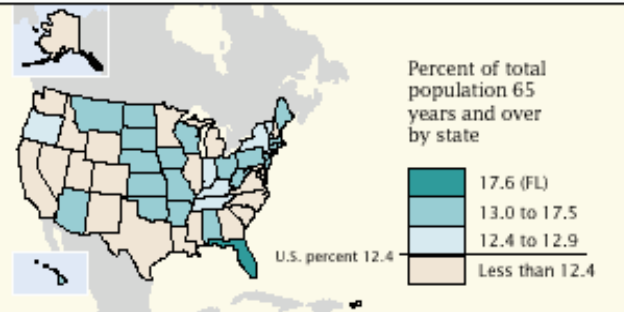 Percent of total
population 65
years and over
by state
17.6 (FL)
13.0 to 17.5
12.4 to 12.9
U.S. percent 12.4
Less than 12.4